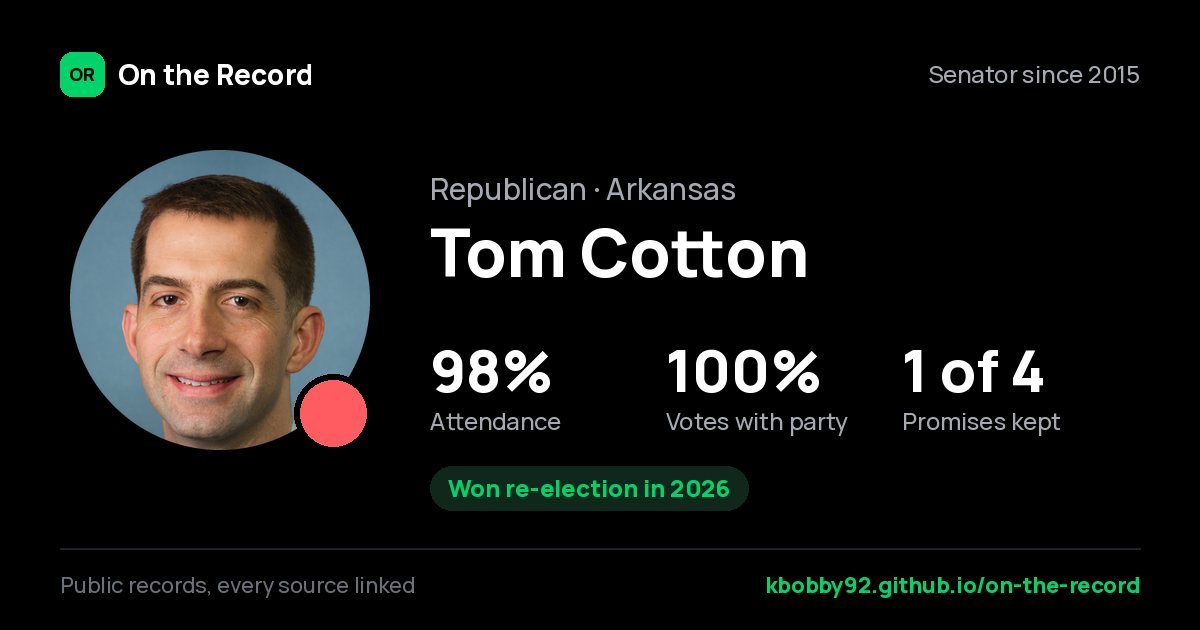 OR On the Record
Senator since 2015
Republican · Arkansas
Tom Cotton
98% 100% 1 of 4
Attendance Votes with party Promises kept
Won re-election in 2026
Public records, every source linked
kbobby92.github.io/on-the-record